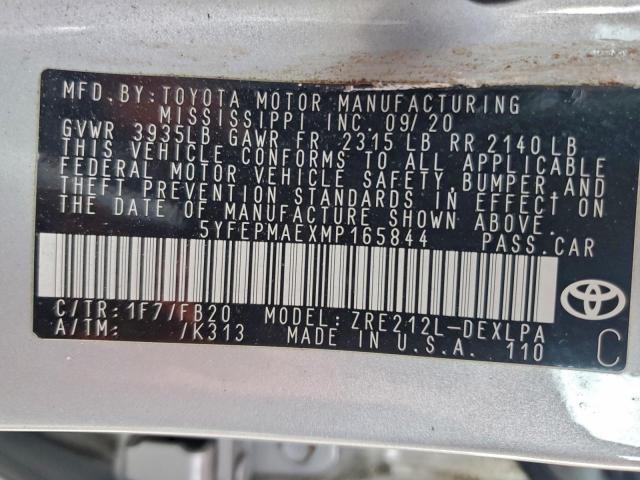 MFD. BY: TOYOTA MOTOR MANUFACTURING
MISSISSIPPI INC. 09/20
GVWR 3935LB GAWR FR 2315 LB RR 2140 LB
THIS VEHICLE CONFORMS TO ALL APPLICABLE
FEDERAL MOTOR VEHICLE SAFETY, BUMPER, AND
THEFT PREVENTION STANDARDS IN EFFECT ON
THE DATE OF MANUFACTURE SHOWN ABOVE.
5YFEPMAEXMP165844 PASS. CAR
C/TR: 1F7/FB20 MODEL: ZRE212L-DEXLPA
A/TM: /K313 MADE IN U.S.A. 110
TOYOTA
C